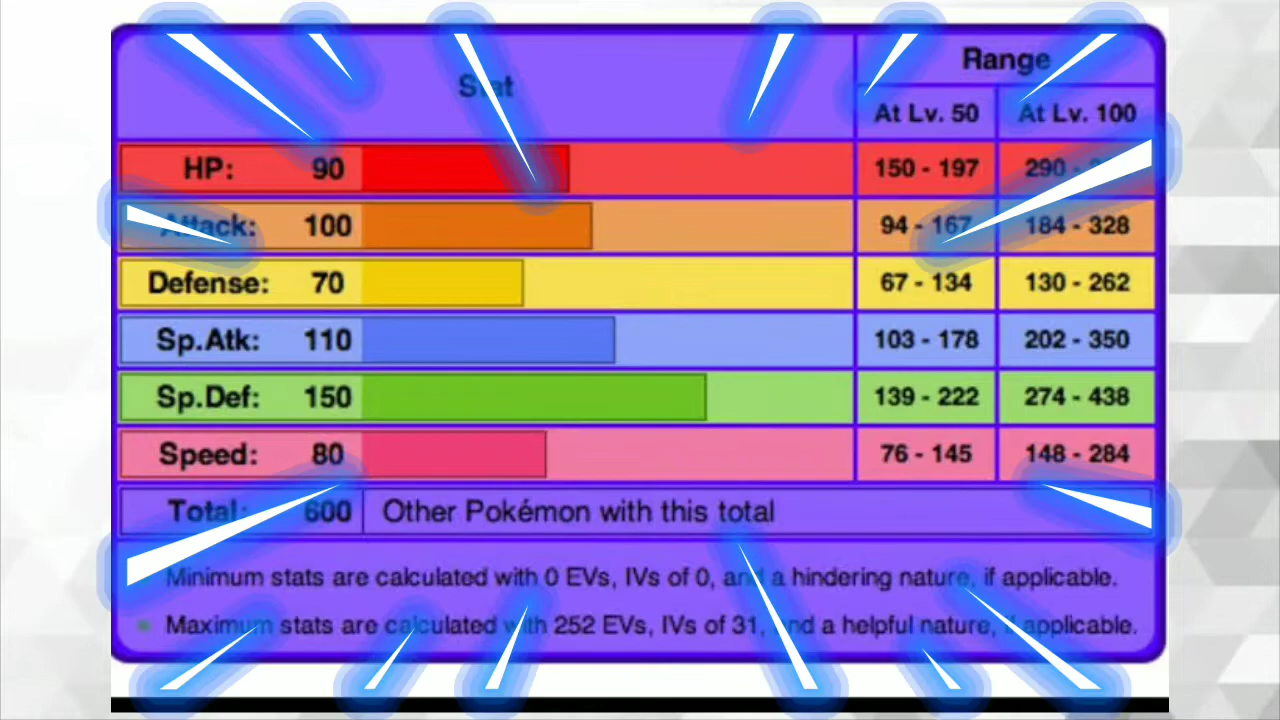 Stat
Range
At Lv. 50 At Lv. 100
HP: 90 150 - 197 290 -
Attack: 100 94 - 167 184 - 328
Defense: 70 67 - 134 130 - 262
Sp.Atk: 110 103 - 178 202 - 350
Sp.Def: 150 139 - 222 274 - 438
Speed: 80 76 - 145 148 - 284
Total: 600 Other Pokémon with this total
Minimum stats are calculated with 0 EVs, IVs of 0, and a hindering nature, if applicable.
Maximum stats are calculated with 252 EVs, IVs of 31, and a helpful nature, if applicable.